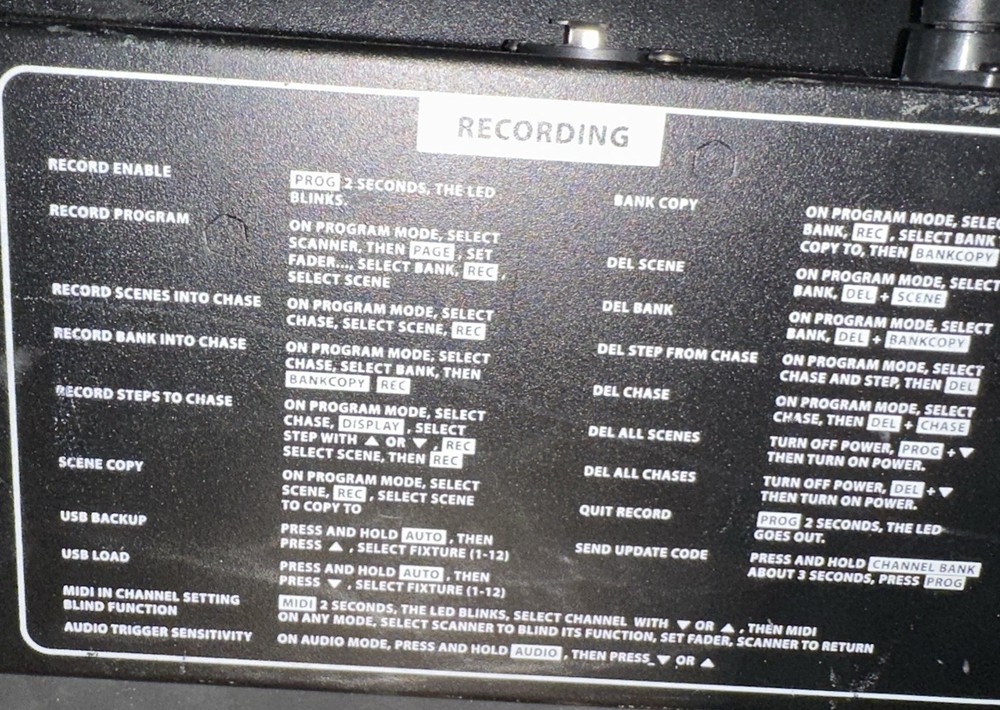 RECORDING
RECORD ENABLE
PROG 2 SECONDS, THE LED
BLINKS.
RECORD PROGRAM
ON PROGRAM MODE, SELECT
SCANNER, THEN PAGE , SET
FADER..., SELECT BANK, REC ,
SELECT SCENE
RECORD SCENES INTO CHASE
ON PROGRAM MODE, SELECT
CHASE, SELECT SCENE, REC
RECORD BANK INTO CHASE
ON PROGRAM MODE, SELECT
CHASE, SELECT BANK, THEN
BANKCOPY REC
RECORD STEPS TO CHASE
ON PROGRAM MODE, SELECT
CHASE, DISPLAY , SELECT
STEP WITH ▲ OR ▼ , REC
SELECT SCENE, THEN REC
SCENE COPY
ON PROGRAM MODE, SELECT
SCENE, REC , SELECT SCENE
TO COPY TO
USB BACKUP
PRESS AND HOLD AUTO , THEN
PRESS ▲ , SELECT FIXTURE (1-12)
USB LOAD
PRESS AND HOLD AUTO , THEN
PRESS ▼ , SELECT FIXTURE (1-12)
MIDI IN CHANNEL SETTING
MIDI 2 SECONDS, THE LED BLINKS, SELECT CHANNEL WITH ▼ OR ▲ , THEN MIDI
BLIND FUNCTION
ON ANY MODE, SELECT SCANNER TO BLIND ITS FUNCTION, SET FADER, SCANNER TO RETURN
AUDIO TRIGGER SENSITIVITY
ON AUDIO MODE, PRESS AND HOLD AUDIO , THEN PRESS ▼ OR ▲
BANK COPY
ON PROGRAM MODE, SELEC
BANK, REC , SELECT BANK
COPY TO, THEN BANKCOPY
DEL SCENE
ON PROGRAM MODE, SELECT
BANK, DEL + SCENE
DEL BANK
ON PROGRAM MODE, SELECT
BANK, DEL + BANKCOPY
DEL STEP FROM CHASE
ON PROGRAM MODE, SELECT
CHASE AND STEP, THEN DEL
DEL CHASE
ON PROGRAM MODE, SELECT
CHASE, THEN DEL + CHASE
DEL ALL SCENES
TURN OFF POWER, PROG + ▼
THEN TURN ON POWER.
DEL ALL CHASES
TURN OFF POWER, DEL + ▼
THEN TURN ON POWER.
QUIT RECORD
PROG 2 SECONDS, THE LED
GOES OUT.
SEND UPDATE CODE
PRESS AND HOLD CHANNEL BANK
ABOUT 3 SECONDS, PRESS PROG